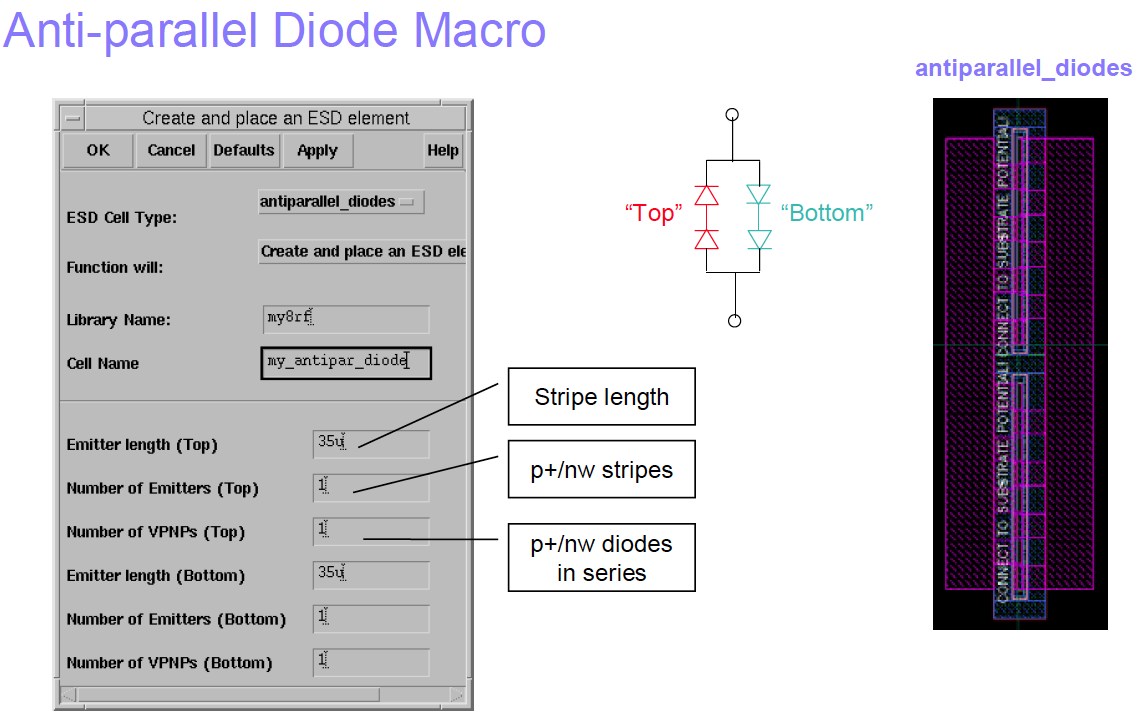 Anti-parallel Diode Macro
antiparallel_diodes
Create and place an ESD element
OK Cancel Defaults Apply Help
ESD Cell Type: antiparallel_diodes
Function will: Create and place an ESD ele
Library Name: my8rf
Cell Name my_antipar_diode
Emitter length (Top) 35u
Number of Emitters (Top) 1
Number of VPNPs (Top) 1
Emitter length (Bottom) 35u
Number of Emitters (Bottom) 1
Number of VPNPs (Bottom) 1
Stripe length
p+/nw stripes
p+/nw diodes
in series
“Top” “Bottom”
CONNECT TO SUBSTRATE POTENTIAL!
CONNECT TO SUBSTRATE POTENTIAL!